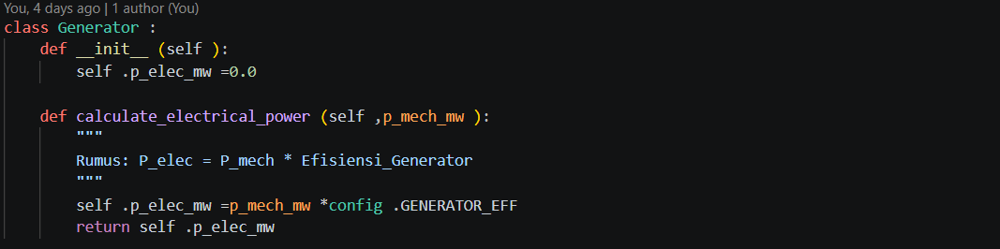 You, 4 days ago | 1 author (You)
class Generator :
    def __init__ (self ):
        self .p_elec_mw =0.0

    def calculate_electrical_power (self ,p_mech_mw ):
        """
        Rumus: P_elec = P_mech * Efisiensi_Generator
        """
        self .p_elec_mw =p_mech_mw *config .GENERATOR_EFF
        return self .p_elec_mw